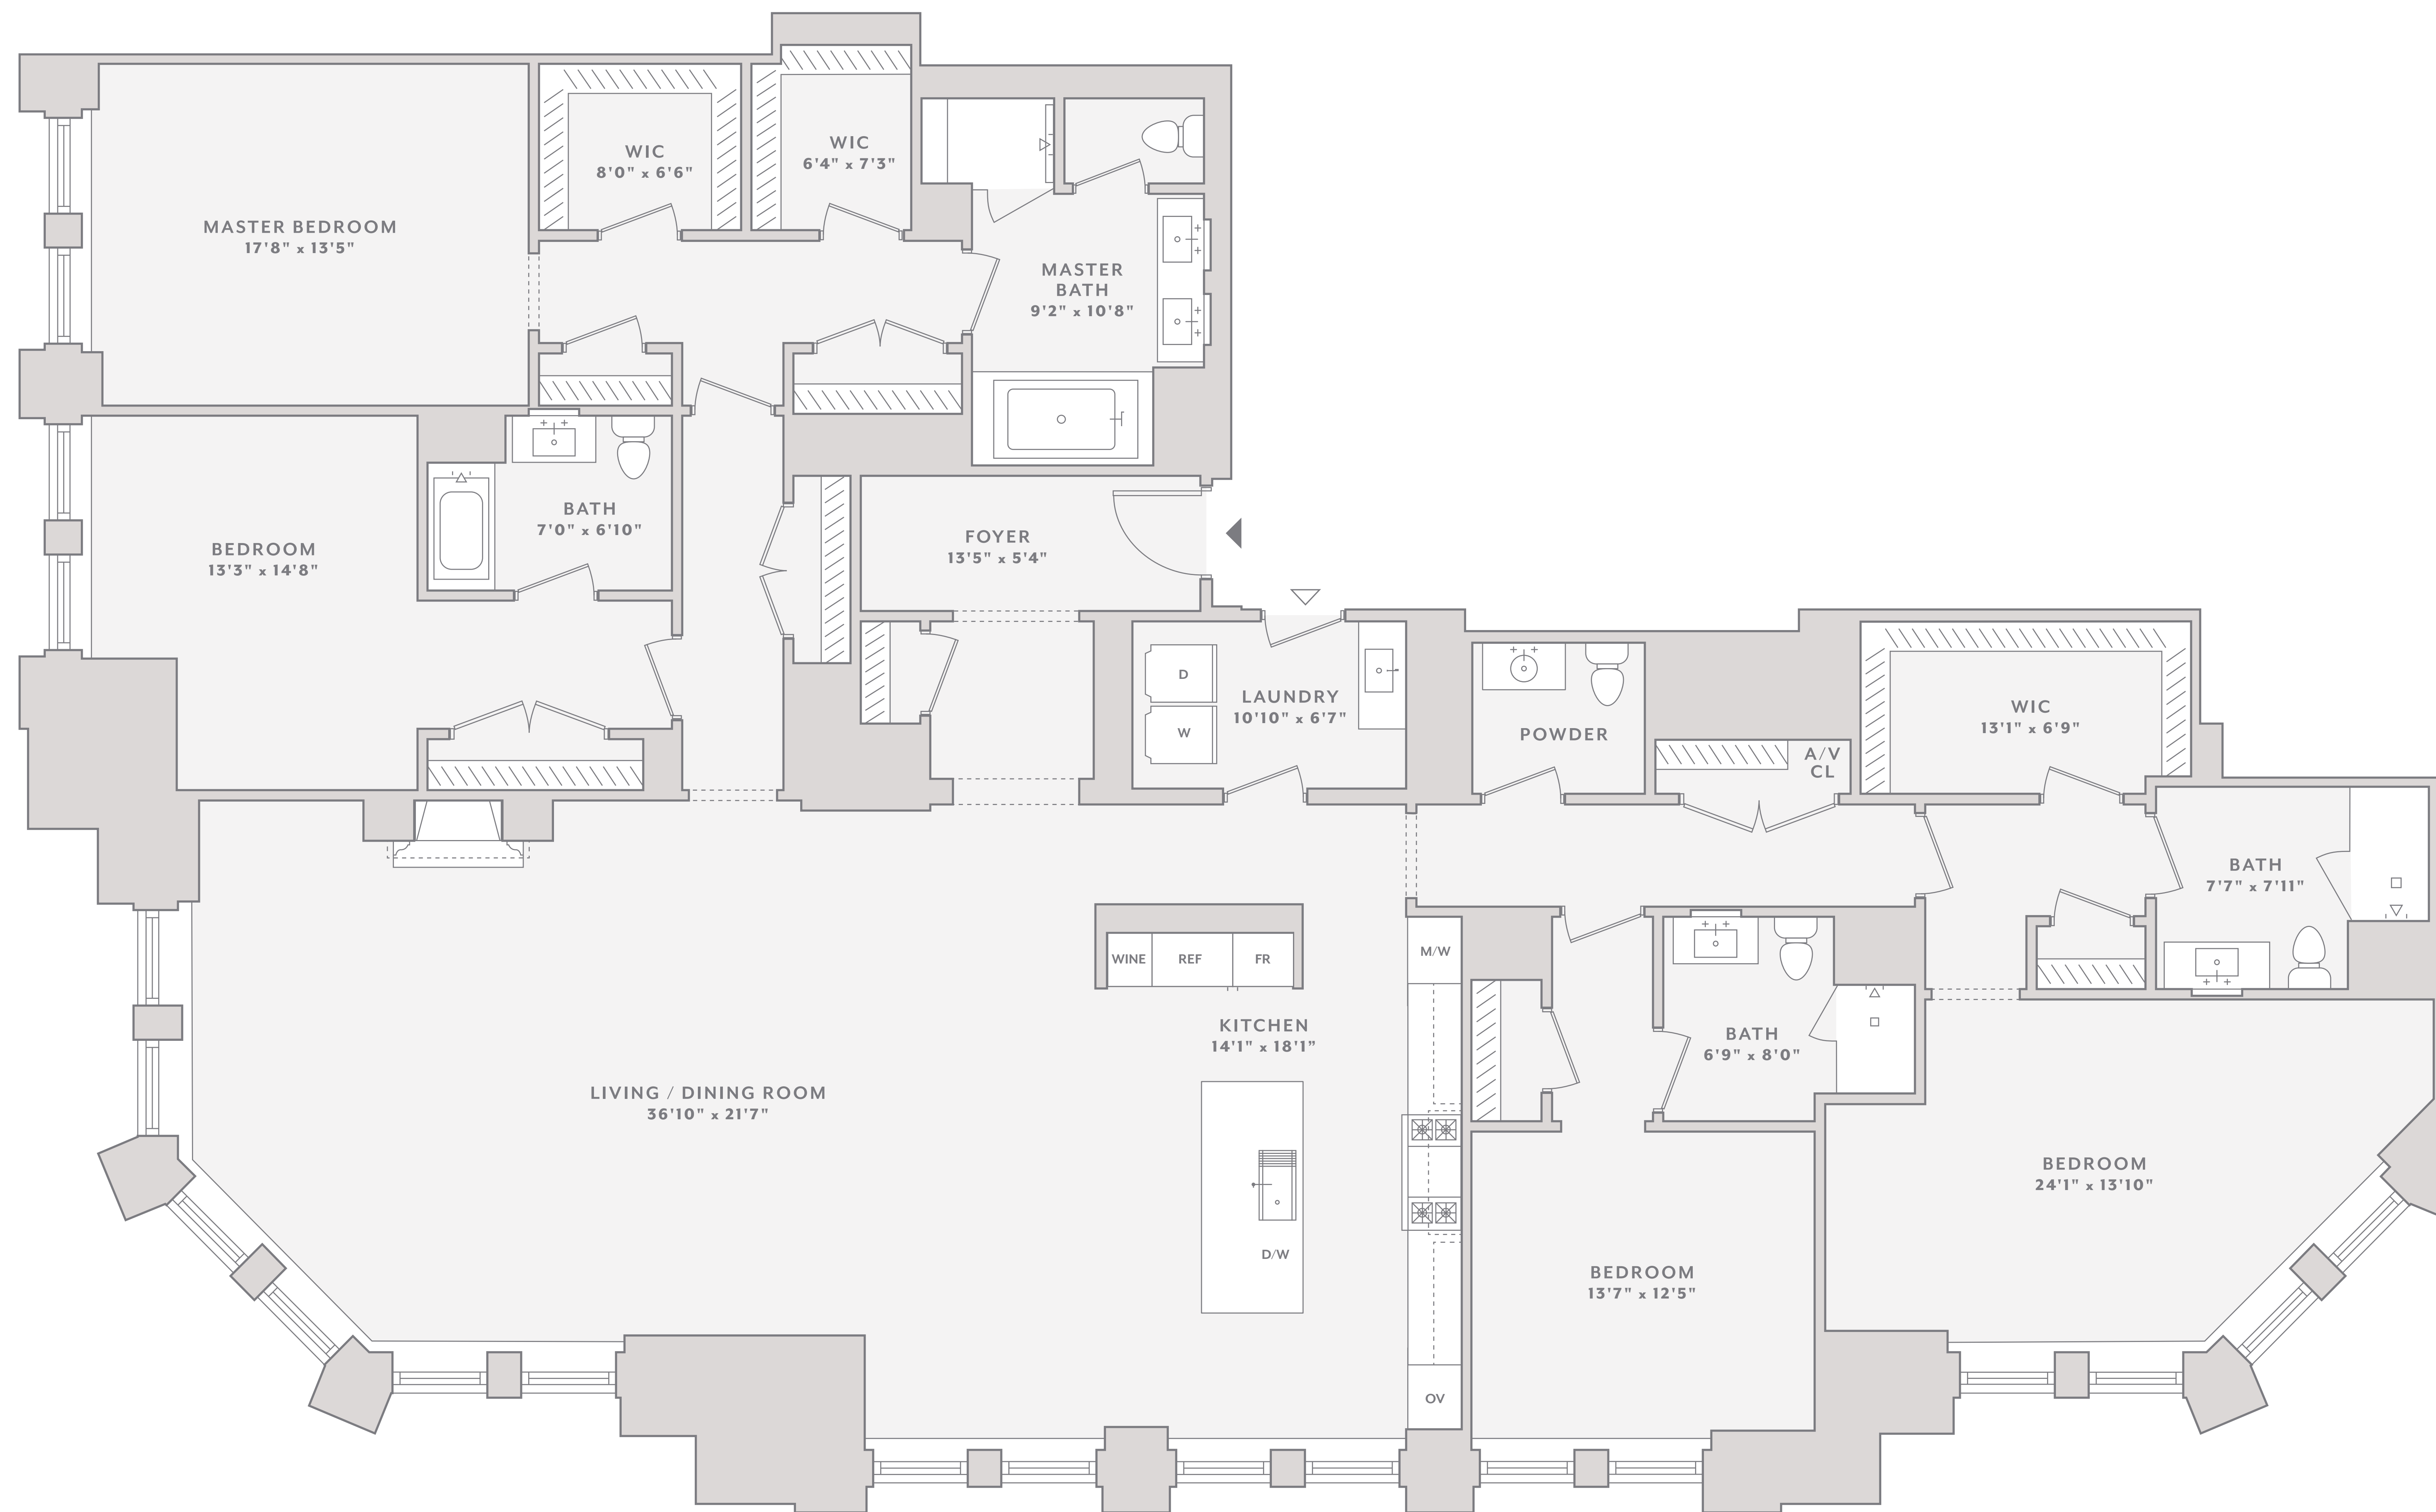 WIC
8'0" x 6'6"
WIC
6'4" x 7'3"
MASTER BEDROOM
17'8" x 13'5"
MASTER
BATH
9'2" x 10'8"
BATH
7'0" x 6'10"
BEDROOM
13'3" x 14'8"
FOYER
13'5" x 5'4"
D
W
LAUNDRY
10'10" x 6'7"
POWDER
A/V
CL
WIC
13'1" x 6'9"
BATH
7'7" x 7'11"
WINE
REF
FR
M/W
KITCHEN
14'1" x 18'1"
BATH
6'9" x 8'0"
LIVING / DINING ROOM
36'10" x 21'7"
BEDROOM
24'1" x 13'10"
D/W
BEDROOM
13'7" x 12'5"
OV